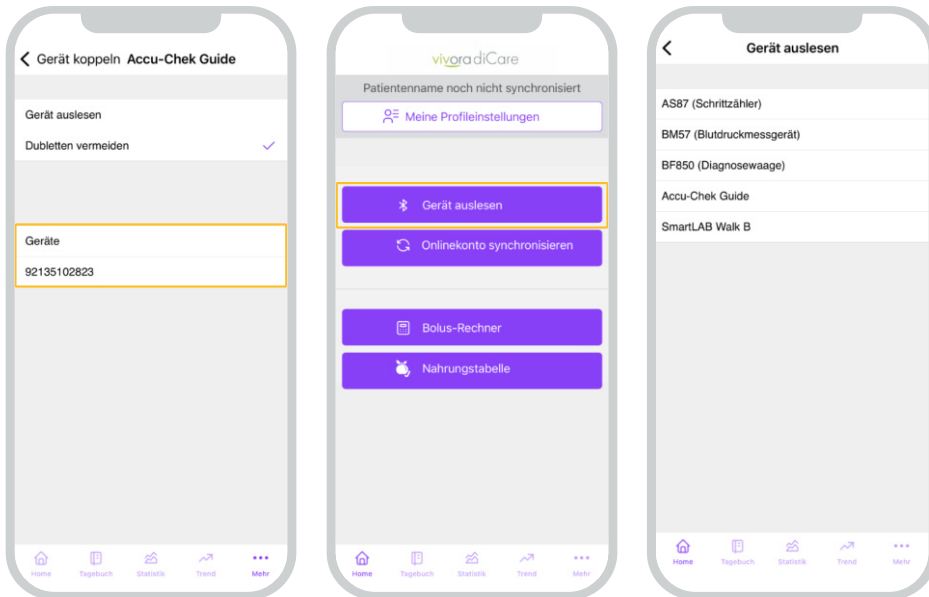 Gerät koppeln Accu-Chek Guide
Gerät auslesen
Dubletten vermeiden
Geräte
92135102823
Home Tagebuch Statistik Trend Mehr
vivora diCare
Patientenname noch nicht synchronisiert
Meine Profileinstellungen
Gerät auslesen
Onlinekonto synchronisieren
Bolus-Rechner
Nahrungstabelle
Home Tagebuch Statistik Trend Mehr
Gerät auslesen
AS87 (Schrittzähler)
BM57 (Blutdruckmessgerät)
BF850 (Diagnosewaage)
Accu-Chek Guide
SmartLAB Walk B
Home Tagebuch Statistik Trend Mehr